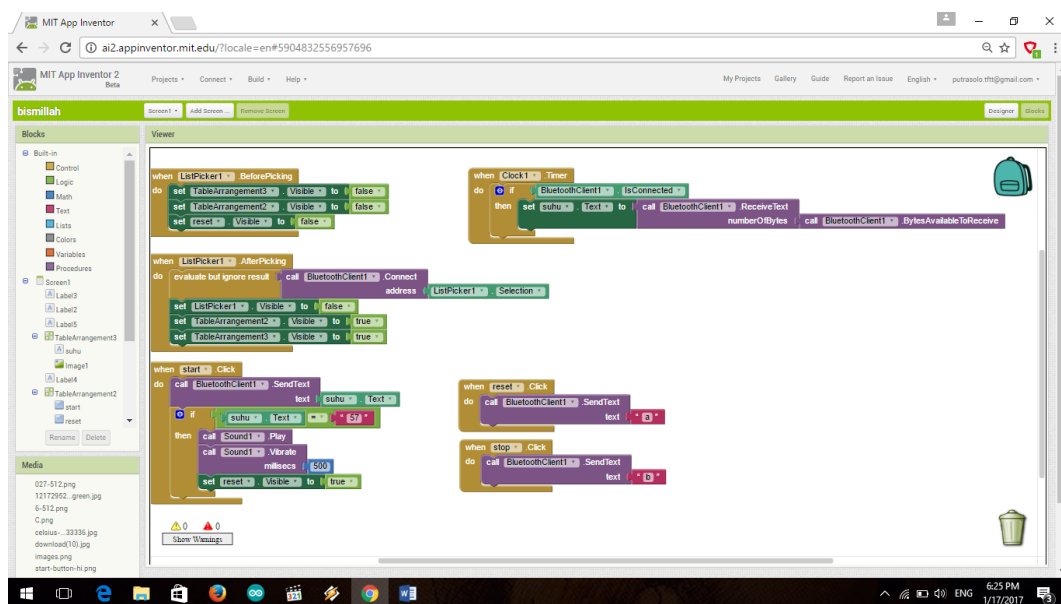 MIT App Inventor
ai2.appinventor.mit.edu/?locale=en#5904832556957696
MIT App Inventor 2
Beta
Projects Connect Build Help
My Projects Gallery Guide Report an Issue English putrasolo.tftt@gmail.com
bismillah
Screen1 Add Screen ... Remove Screen
Designer Blocks
Blocks
Viewer
Built-in
Control
Logic
Math
Text
Lists
Colors
Variables
Procedures
Screen1
Label3
Label2
Label5
TableArrangement3
suhu
Image1
Label4
TableArrangement2
start
reset
Rename Delete
Media
027-512.png
12172952...green.jpg
6-512.png
C.png
celsius-...33336.jpg
download(10).jpg
images.png
start-button-hi.png
when ListPicker1 .BeforePicking
do set TableArrangement3 . Visible to false
set TableArrangement2 . Visible to false
set reset . Visible to false
when ListPicker1 .AfterPicking
do evaluate but ignore result call BluetoothClient1 .Connect
address ListPicker1 . Selection
set ListPicker1 . Visible to false
set TableArrangement2 . Visible to true
set TableArrangement3 . Visible to true
when start .Click
do call BluetoothClient1 .SendText
text suhu . Text
if suhu . Text = " 57 "
then call Sound1 .Play
call Sound1 .Vibrate
millisecs 500
set reset . Visible to true
when Clock1 .Timer
do if BluetoothClient1 . IsConnected
then set suhu . Text to call BluetoothClient1 .ReceiveText
numberOfBytes call BluetoothClient1 .BytesAvailableToReceive
when reset .Click
do call BluetoothClient1 .SendText
text " a "
when stop .Click
do call BluetoothClient1 .SendText
text " b "
0 0
Show Warnings
ENG
6:25 PM
1/17/2017